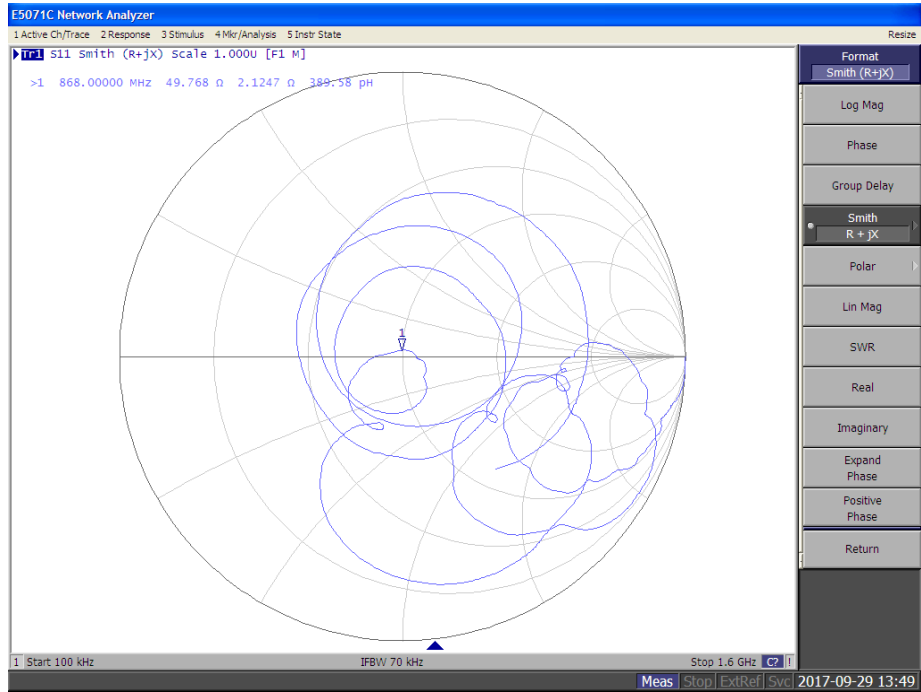 E5071C Network Analyzer
1 Active Ch/Trace 2 Response 3 Stimulus 4 Mkr/Analysis 5 Instr State Resize
Tr1 S11 Smith (R+jX) Scale 1.000U [F1 M]
>1 868.00000 MHz 49.768 Ω 2.1247 Ω 389.58 pH
1
Format
Smith (R+jX)
Log Mag
Phase
Group Delay
Smith
R + jX
Polar
Lin Mag
SWR
Real
Imaginary
Expand
Phase
Positive
Phase
Return
1 Start 100 kHz IFBW 70 kHz Stop 1.6 GHz C? !
Meas Stop ExtRef Svc 2017-09-29 13:49